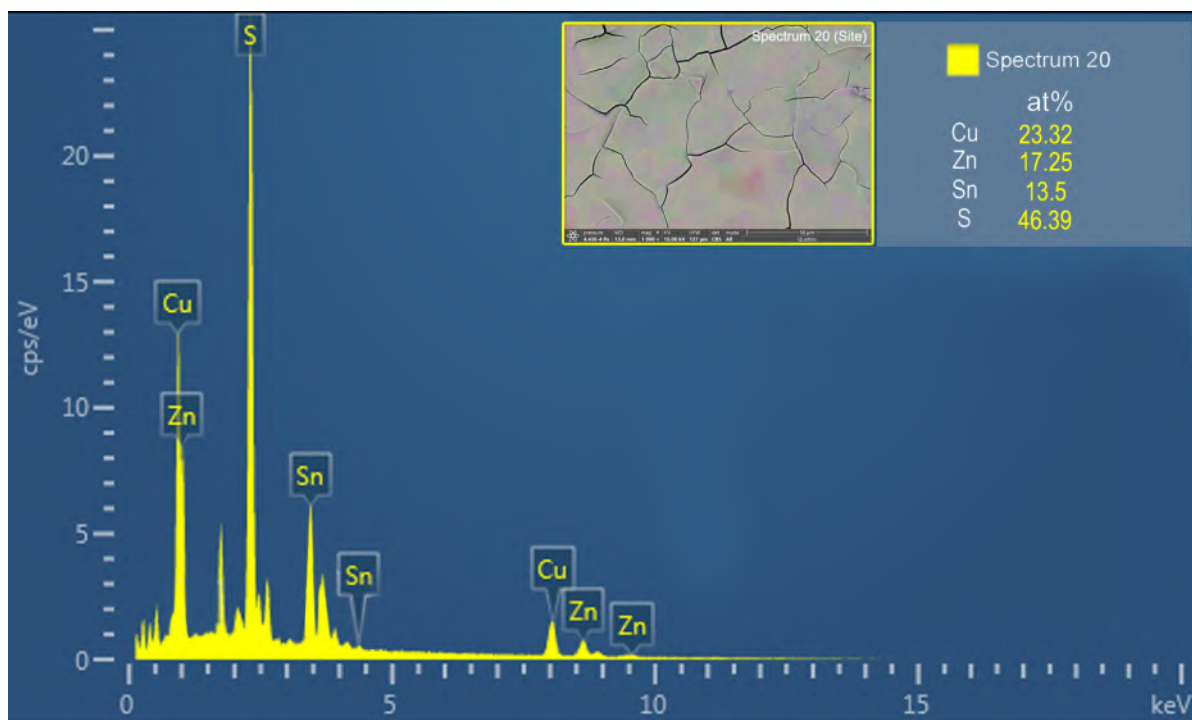 S
Spectrum 20 (Site)
Spectrum 20
at%
Cu 23.32
Zn 17.25
Sn 13.5
S 46.39
20
15
Cu
cps/eV
10
Zn
Sn
5
Sn
Cu
Zn
Zn
0
0 5 10 15 keV